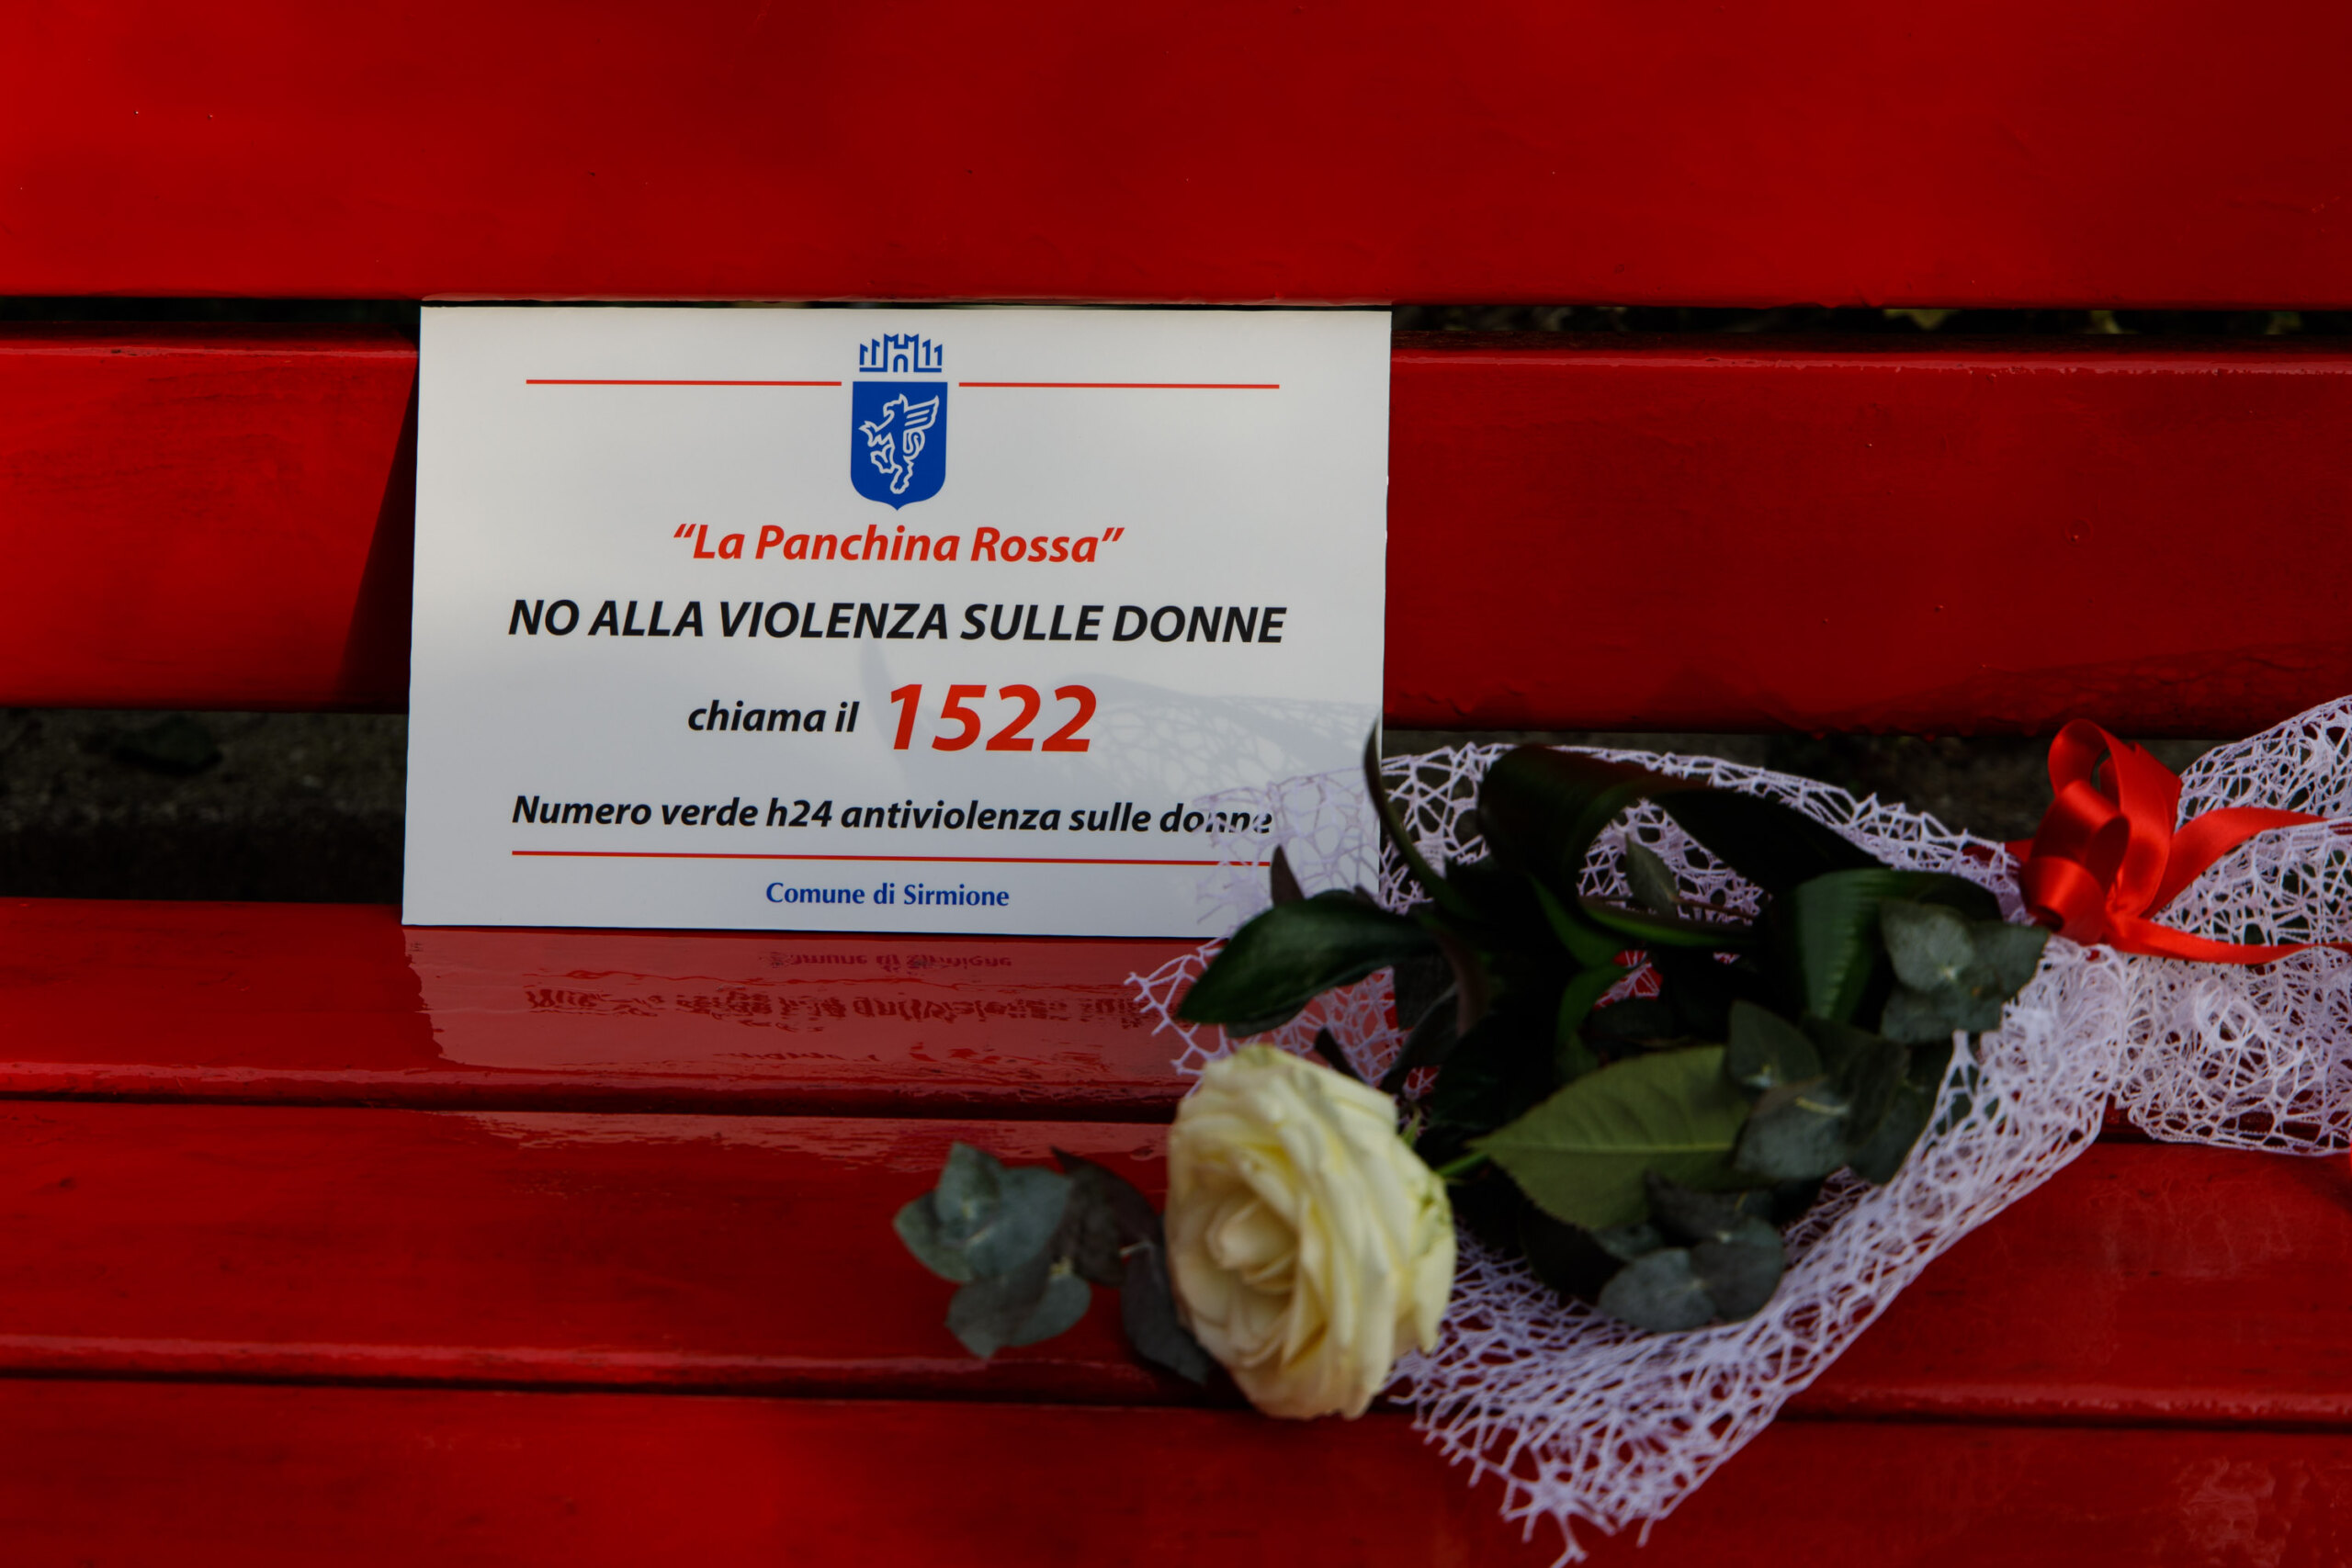 “La Panchina Rossa”
NO ALLA VIOLENZA SULLE DONNE
chiama il 1522
Numero verde h24 antiviolenza sulle donne
Comune di Sirmione